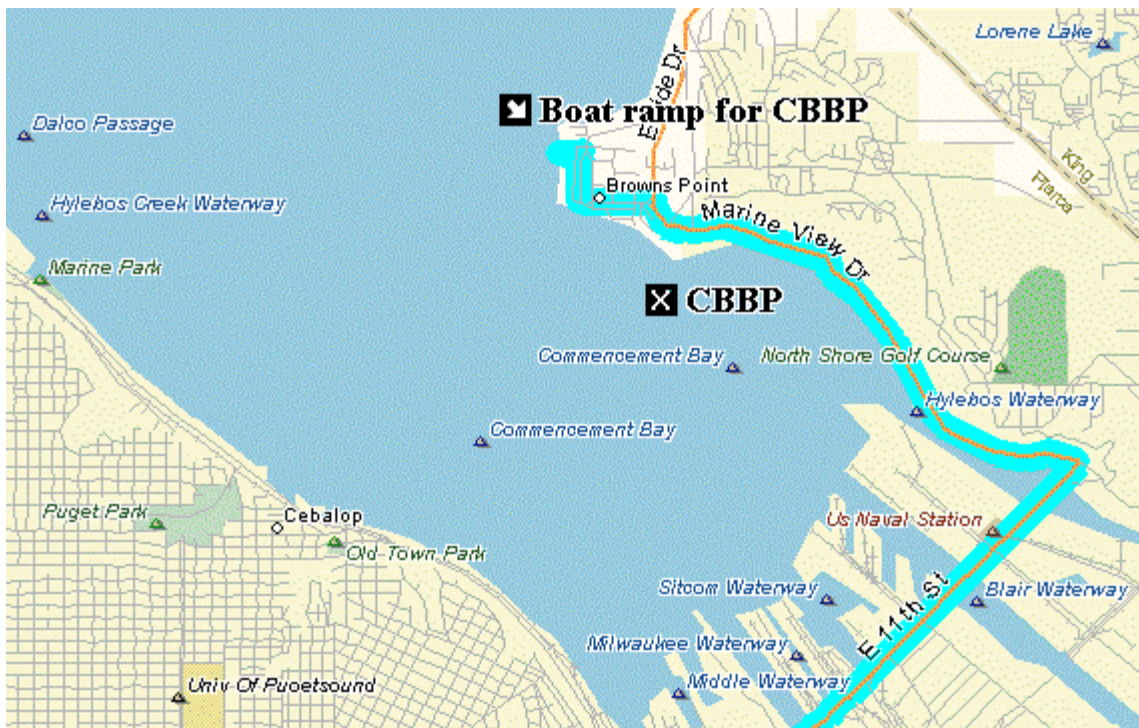 Lorene Lake
E
ide Dr
Boat ramp for CBBP
Dalco Passage
King
Pierce
Browns Point
Hylebos Creek Waterway
Marine View Dr
Marine Park
CBBP
Commencement Bay
North Shore Golf Course
Hylebos Waterway
Commencement Bay
Puget Park
Cebalop
Us Naval Station
Old Town Park
Sitcom Waterway
E 11th St
Blair Waterway
Milwaukee Waterway
Univ Of Pugetsound
Middle Waterway